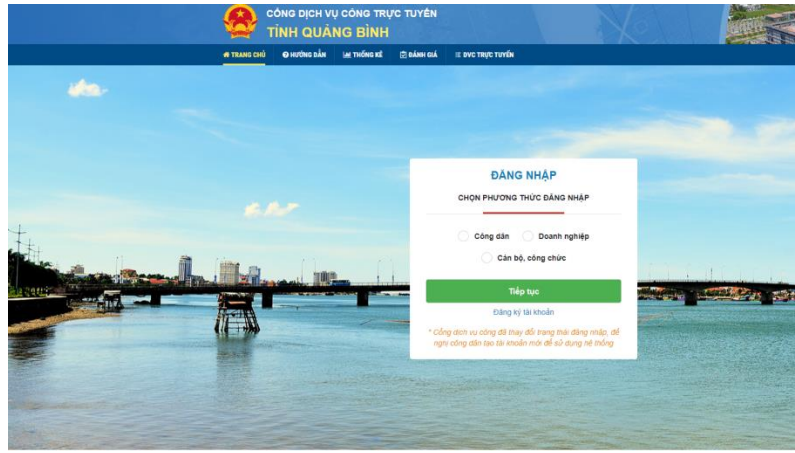 CỔNG DỊCH VỤ CÔNG TRỰC TUYẾN
TỈNH QUẢNG BÌNH
TRANG CHỦ HƯỚNG DẪN THỐNG KÊ ĐÁNH GIÁ DVC TRỰC TUYẾN
ĐĂNG NHẬP
CHỌN PHƯƠNG THỨC ĐĂNG NHẬP
Công dân Doanh nghiệp
Cán bộ, công chức
Tiếp tục
Đăng ký tài khoản
* Cổng dịch vụ công đã thay đổi trạng thái đăng nhập, đề
nghị công dân tạo tài khoản mới để sử dụng hệ thống